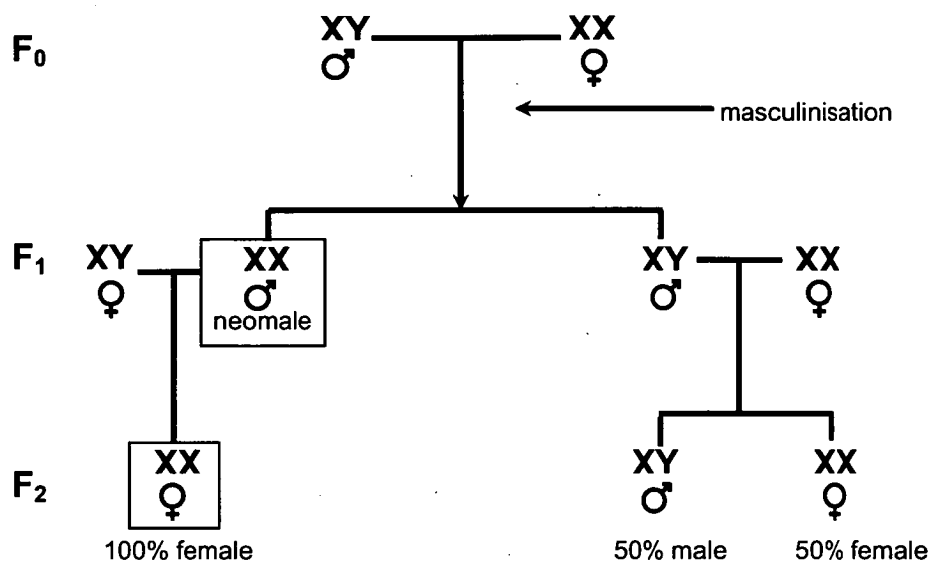 F₀ XY XX
♂ ♀
masculinisation
F₁ XY XX XY XX
♀ ♂ ♂ ♀
neomale
F₂ XX XY XX
♀ ♂ ♀
100% female 50% male 50% female